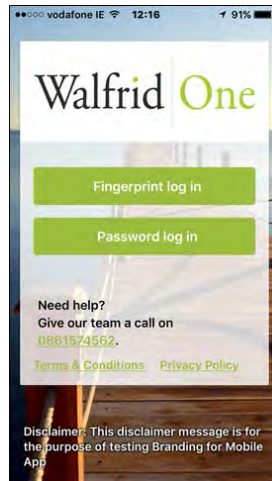 vodafone IE 12:16 91%
Walfrid One
Fingerprint log in
Password log in
Need help?
Give our team a call on
0861574562.
Terms & Conditions Privacy Policy
Disclaimer: This disclaimer message is for
the purpose of testing Branding for Mobile
App